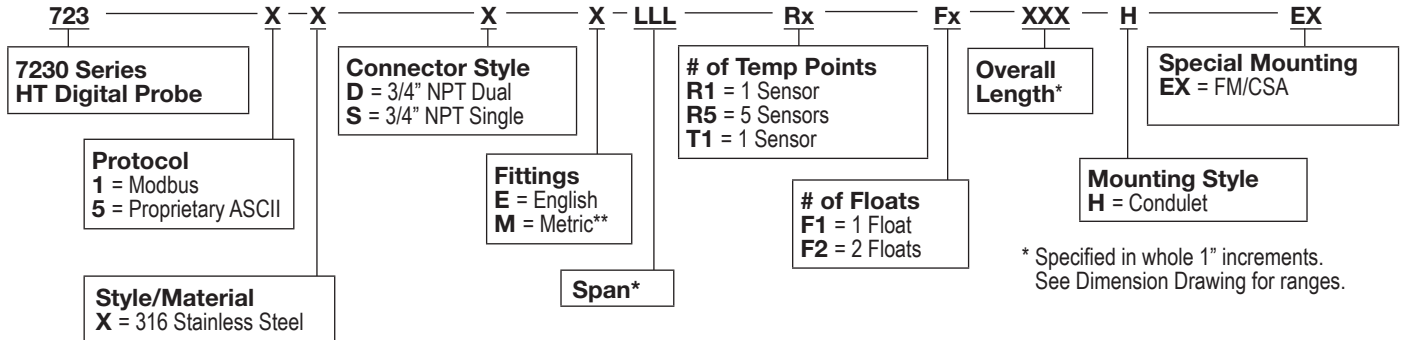 723 — X — X — X — X — LLL — Rx — Fx — XXX — H — EX
7230 Series
HT Digital Probe
Protocol
1 = Modbus
5 = Proprietary ASCII
Style/Material
X = 316 Stainless Steel
Connector Style
D = 3/4” NPT Dual
S = 3/4” NPT Single
Fittings
E = English
M = Metric**
Span*
# of Temp Points
R1 = 1 Sensor
R5 = 5 Sensors
T1 = 1 Sensor
# of Floats
F1 = 1 Float
F2 = 2 Floats
Overall
Length*
Mounting Style
H = Condulet
Special Mounting
EX = FM/CSA
* Specified in whole 1” increments.
See Dimension Drawing for ranges.